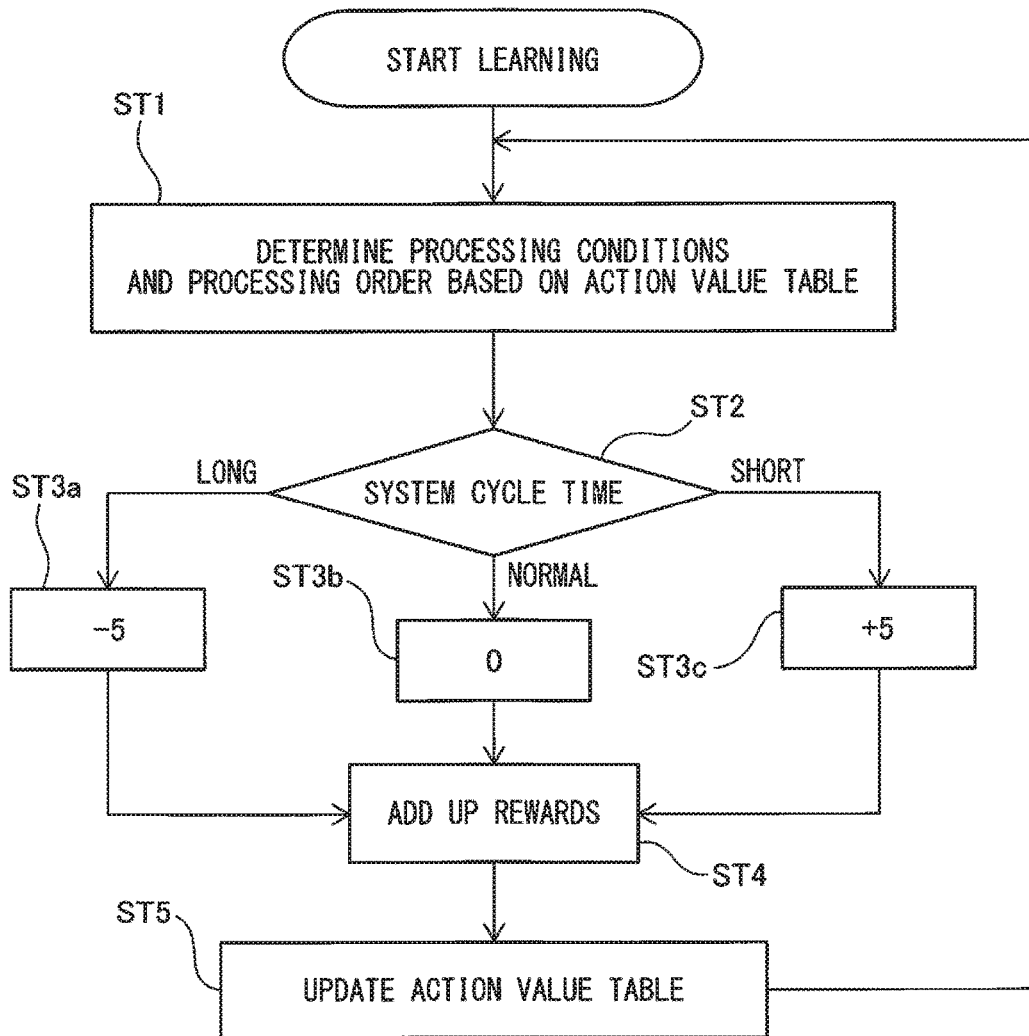 START LEARNING
ST1
DETERMINE PROCESSING CONDITIONS
AND PROCESSING ORDER BASED ON ACTION VALUE TABLE
ST2
LONG
SYSTEM CYCLE TIME
SHORT
ST3a
ST3b
NORMAL
-5
0
+5
ST3c
ADD UP REWARDS
ST4
ST5
UPDATE ACTION VALUE TABLE